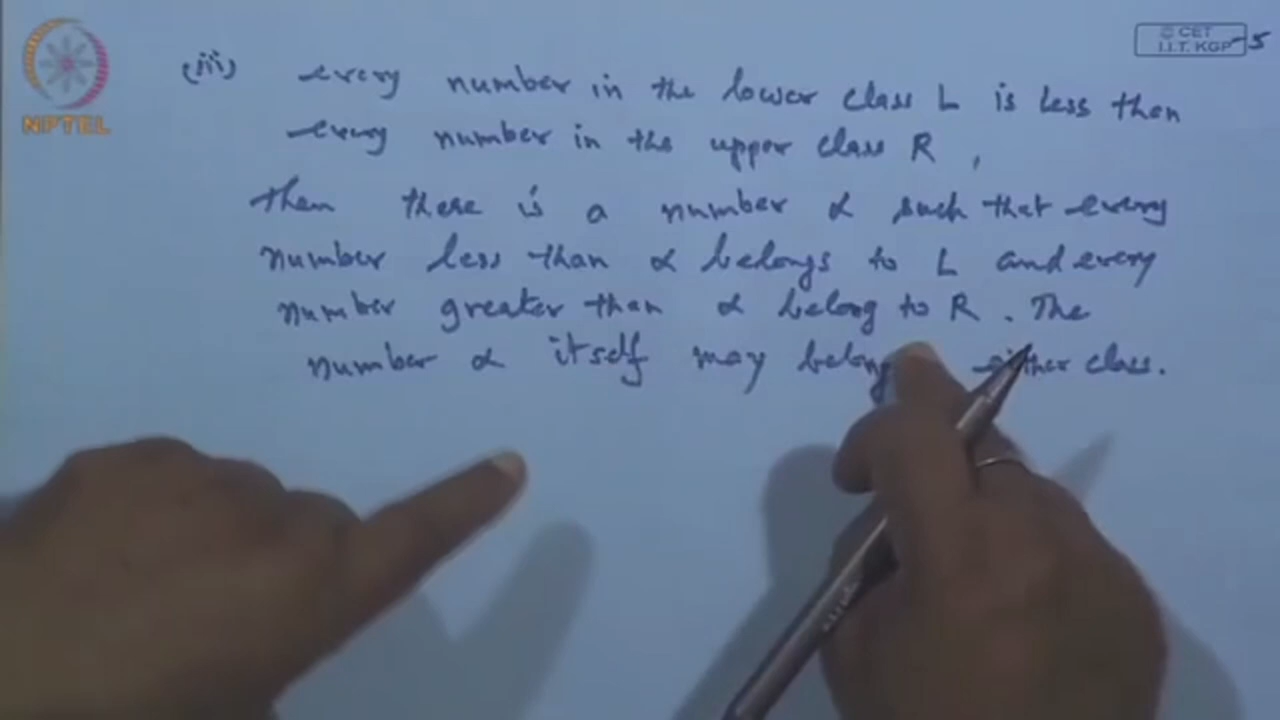 NPTEL
© CET
I.I.T. KGP -5
(iii) every number in the lower class L is less than
every number in the upper class R ,
Then there is a number α such that every
number less than α belongs to L and every
number greater than α belong to R . The
number α itself may belong either class.